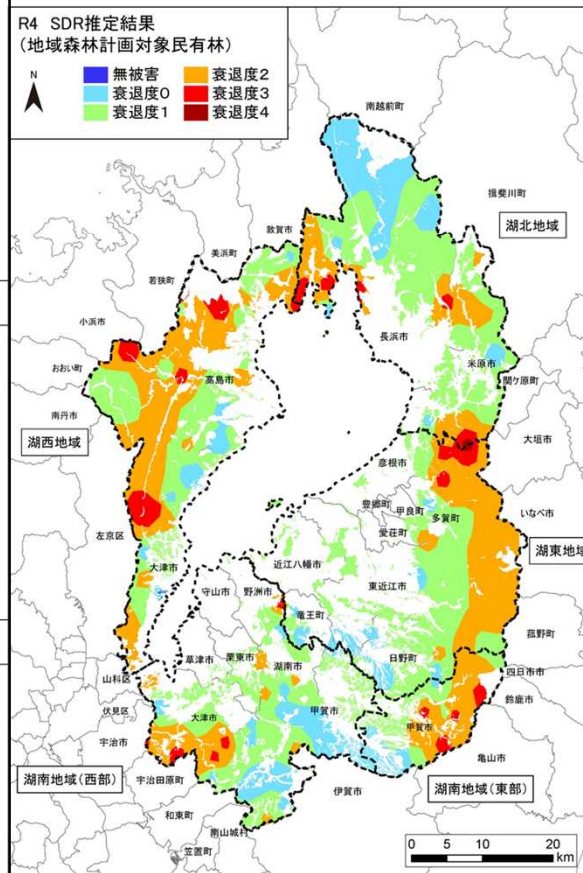 R4 SDR推定結果
(地域森林計画対象民有林)
N
無被害
衰退度2
衰退度0
衰退度3
衰退度1
衰退度4
南越前町
揖斐川町
湖北地域
敦賀市
美浜町
若狭町
長浜市
小浜市
米原市
おおい町
高島市
関ケ原町
南丹市
大垣市
湖西地域
彦根市
豊郷町
甲良町
多賀町
いなべ市
愛荘町
左京区
湖東地域
大津市
近江八幡市
守山市
野洲市
東近江市
竜王町
菰野町
草津市
栗東市
湖南市
日野町
山科区
四日市市
伏見区
大津市
甲賀市
鈴鹿市
甲賀市
宇治市
亀山市
湖南地域(西部)
宇治田原町
伊賀市
湖南地域(東部)
和束町
南山城村
笠置町
0 5 10 20
km